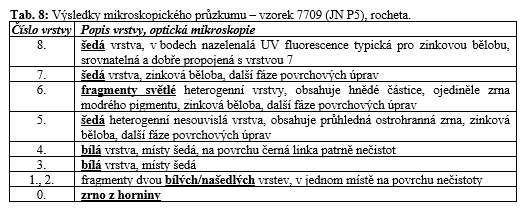 Tab. 8: Výsledky mikroskopického průzkumu – vzorek 7709 (JN P5), rocheta.
Číslo vrstvy Popis vrstvy, optická mikroskopie
8. šedá vrstva, v bodech nazelenalá UV fluorescence typická pro zinkovou bělobu,
srovnatelná a dobře propojená s vrstvou 7
7. šedá vrstva, zinková běloba, další fáze povrchových úprav
6. fragmenty světlé heterogenní vrstvy, obsahuje hnědé částice, ojediněle zrna
modrého pigmentu, zinková běloba, další fáze povrchových úprav
5. šedá heterogenní nesouvislá vrstva, obsahuje průhledná ostrohranná zrna, zinková
běloba, další fáze povrchových úprav
4. bílá vrstva, místy šedá, na povrchu černá linka patrně nečistot
3. bílá vrstva, místy šedá
1., 2. fragmenty dvou bílých/našedlých vrstev, v jednom místě na povrchu nečistoty
0. zrno z horniny